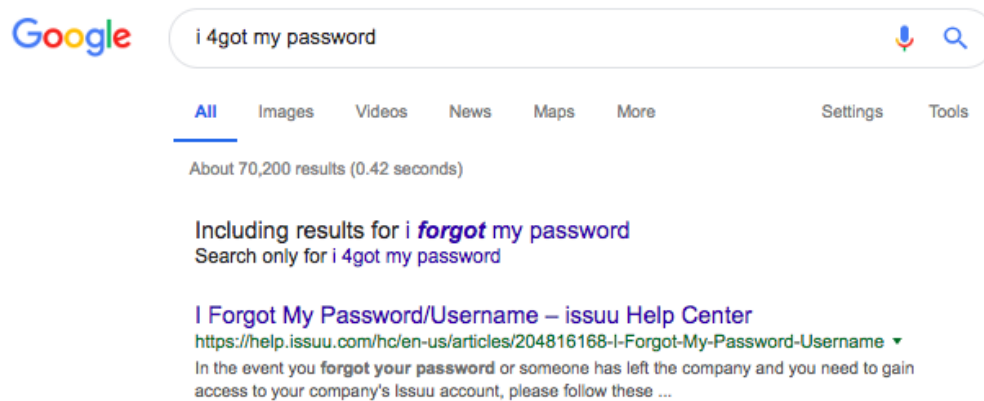 Google i 4got my password
All Images Videos News Maps More Settings Tools
About 70,200 results (0.42 seconds)
Including results for i forgot my password
Search only for i 4got my password
I Forgot My Password/Username – issuu Help Center
https://help.issuu.com/hc/en-us/articles/204816168-I-Forgot-My-Password-Username
In the event you forgot your password or someone has left the company and you need to gain
access to your company's Issuu account, please follow these ...